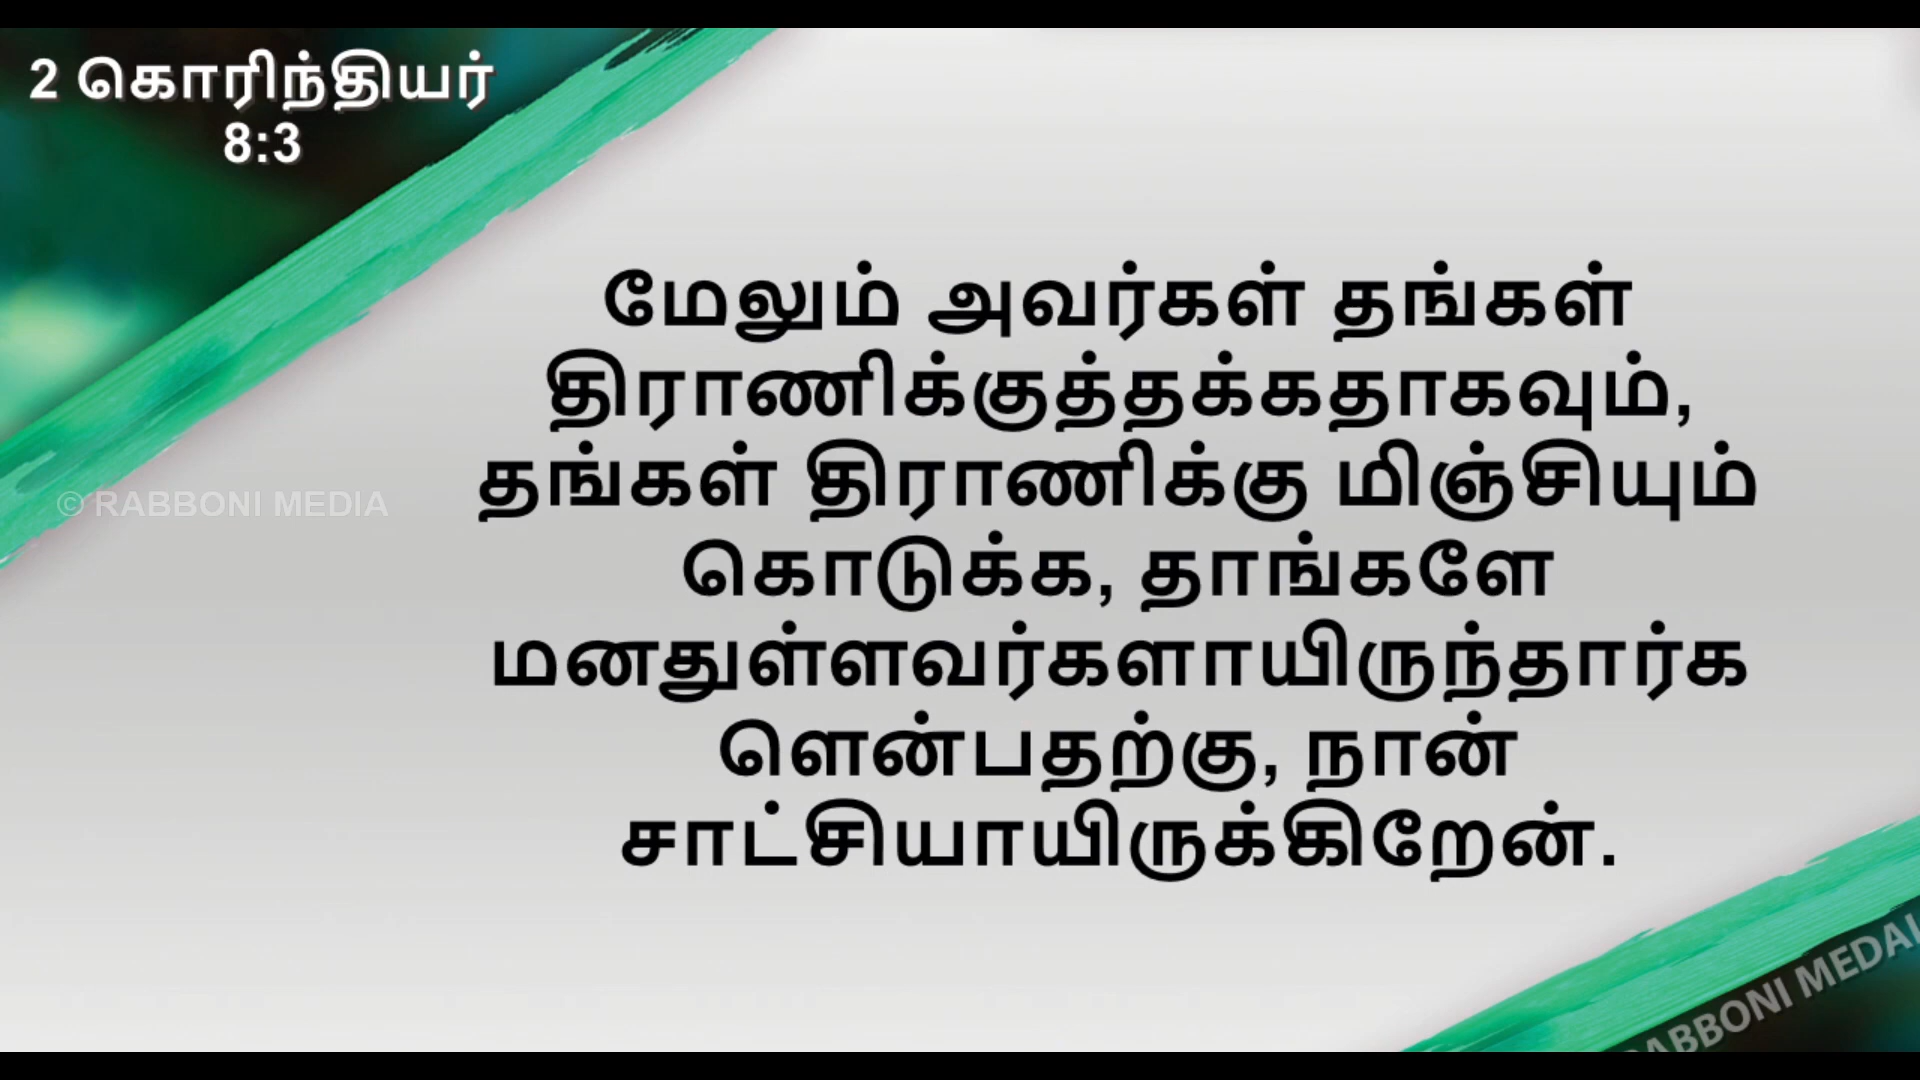 2 கொரிந்தியர்
8:3
மேலும் அவர்கள் தங்கள்
திராணிக்குத்தக்கதாகவும்,
தங்கள் திராணிக்கு மிஞ்சியும்
கொடுக்க, தாங்களே
மனதுள்ளவர்களாயிருந்தார்க
ளென்பதற்கு, நான்
சாட்சியாயிருக்கிறேன்.
© RABBONI MEDIA
RABBONI MEDAI